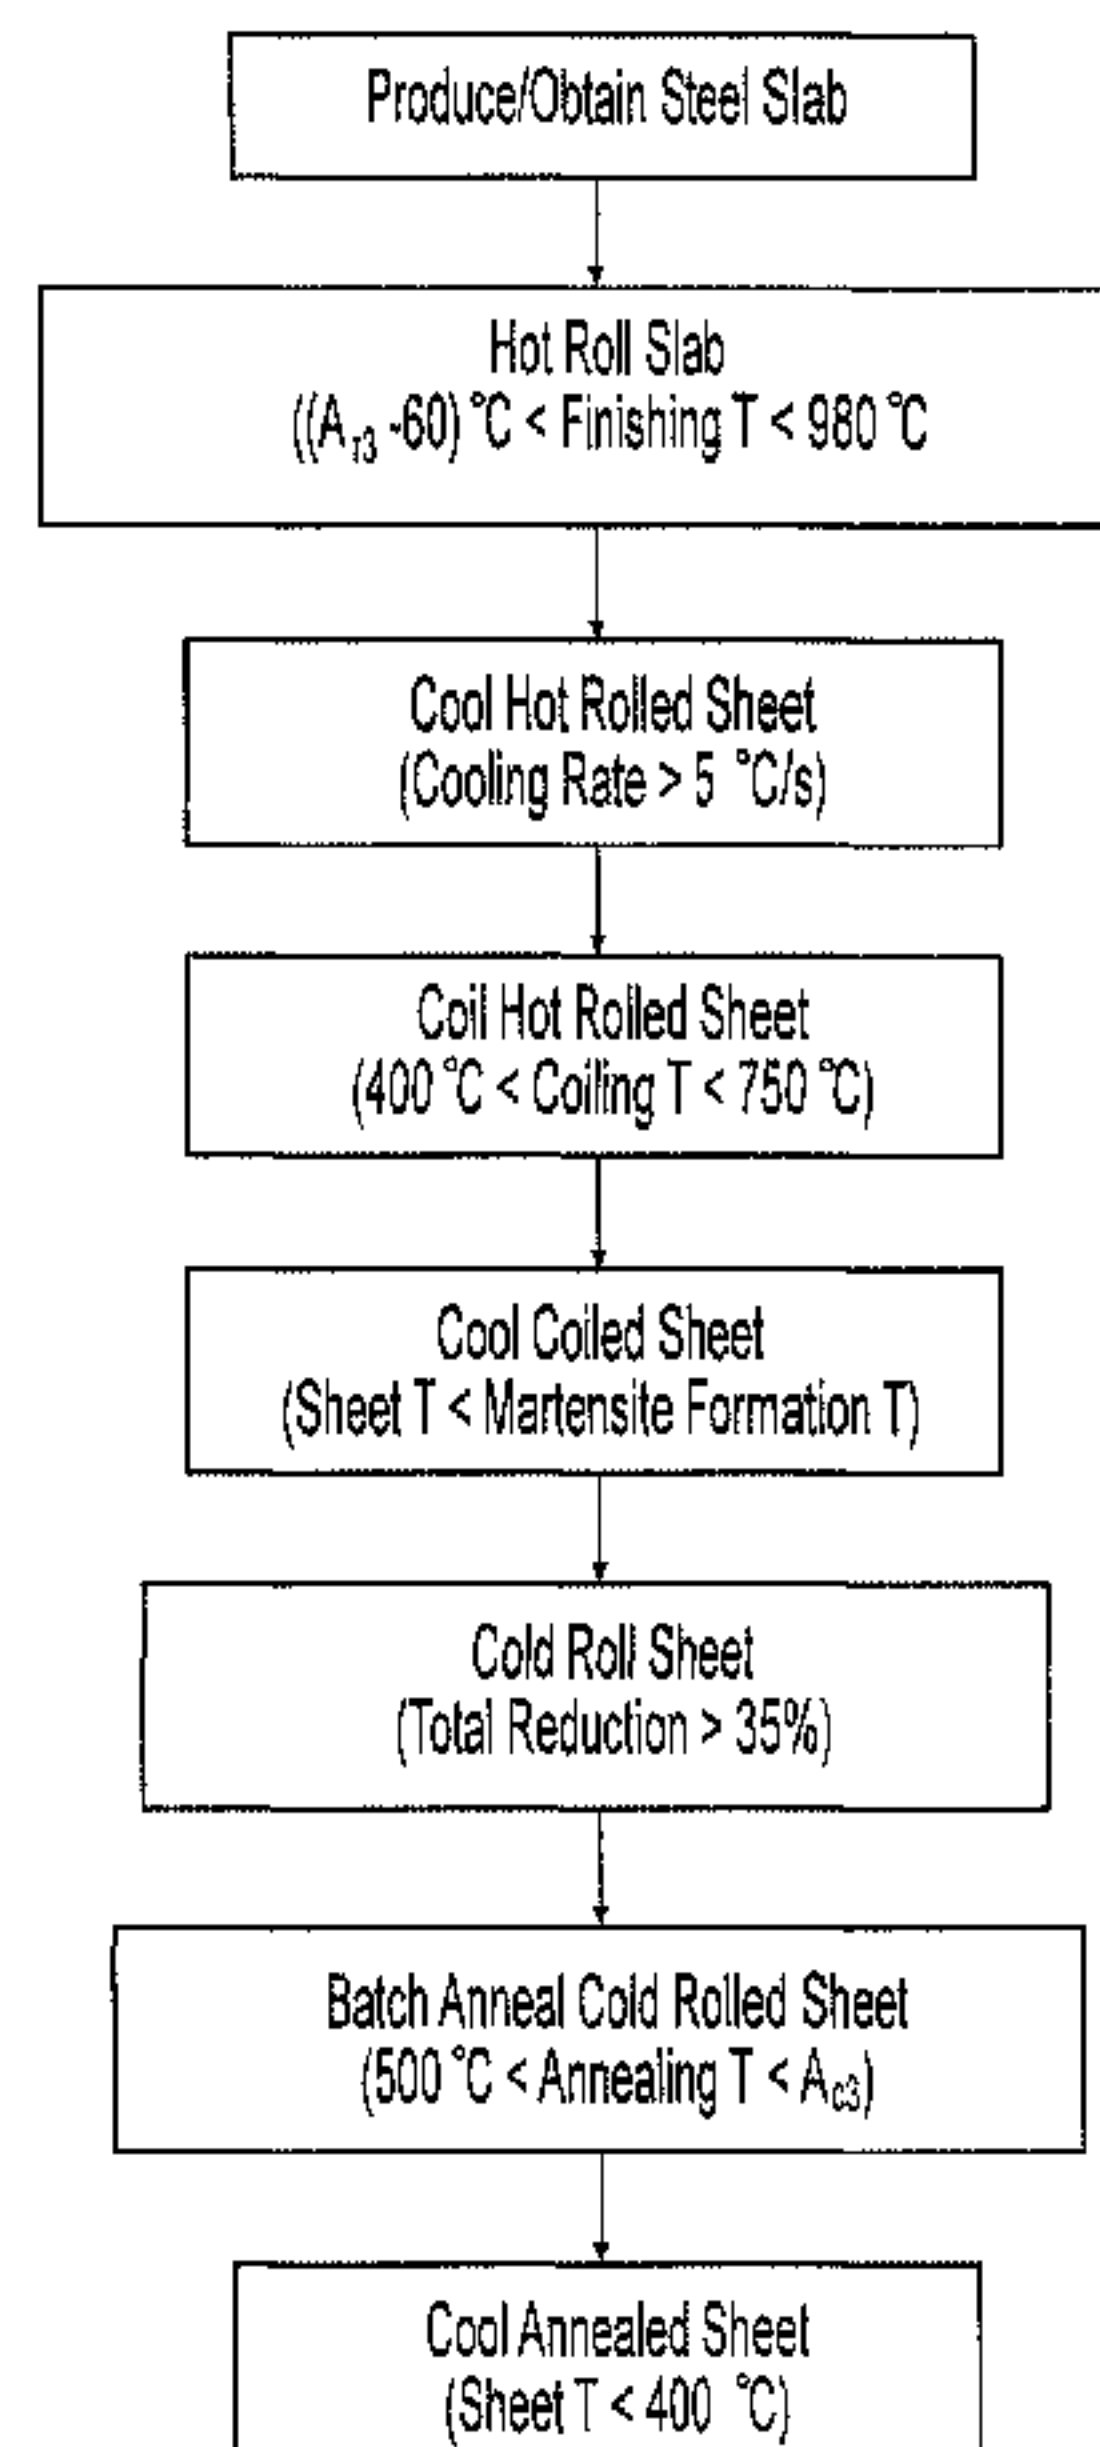 Produce/Obtain Steel Slab
Hot Roll Slab
((Ar3 -60) °C < Finishing T < 980 °C
Cool Hot Rolled Sheet
(Cooling Rate > 5 °C/s)
Coil Hot Rolled Sheet
(400 °C < Coiling T < 750 °C)
Cool Coiled Sheet
(Sheet T < Martensite Formation T)
Cold Roll Sheet
(Total Reduction > 35%)
Batch Anneal Cold Rolled Sheet
(500 °C < Annealing T < Ac3)
Cool Annealed Sheet
(Sheet T < 400 °C)